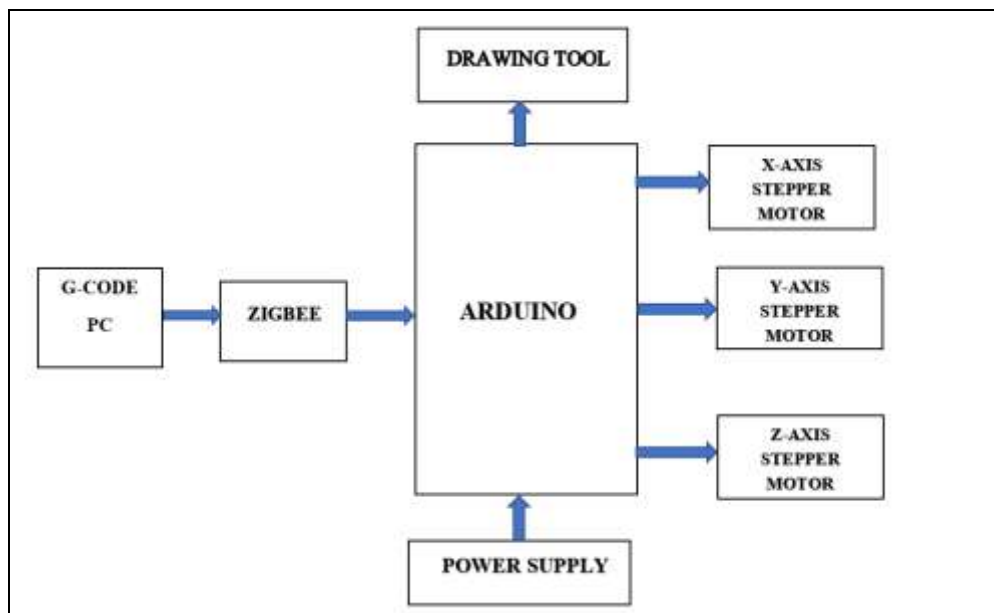 DRAWING TOOL
X-AXIS
STEPPER
MOTOR
G-CODE
PC
ZIGBEE
ARDUINO
Y-AXIS
STEPPER
MOTOR
Z-AXIS
STEPPER
MOTOR
POWER SUPPLY